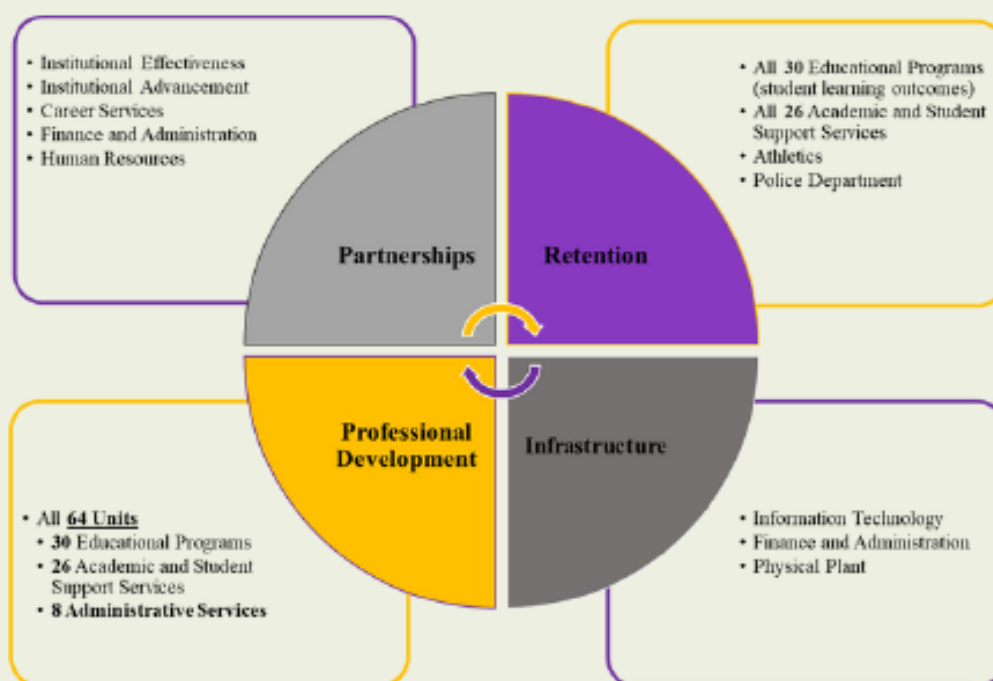 • Institutional Effectiveness
• Institutional Advancement
• Career Services
• Finance and Administration
• Human Resources
• All 30 Educational Programs
(student learning outcomes)
• All 26 Academic and Student
Support Services
• Athletics
• Police Department
Partnerships
Retention
Professional
Development
Infrastructure
• All 64 Units
• 30 Educational Programs
• 26 Academic and Student
Support Services
• 8 Administrative Services
• Information Technology
• Finance and Administration
• Physical Plant